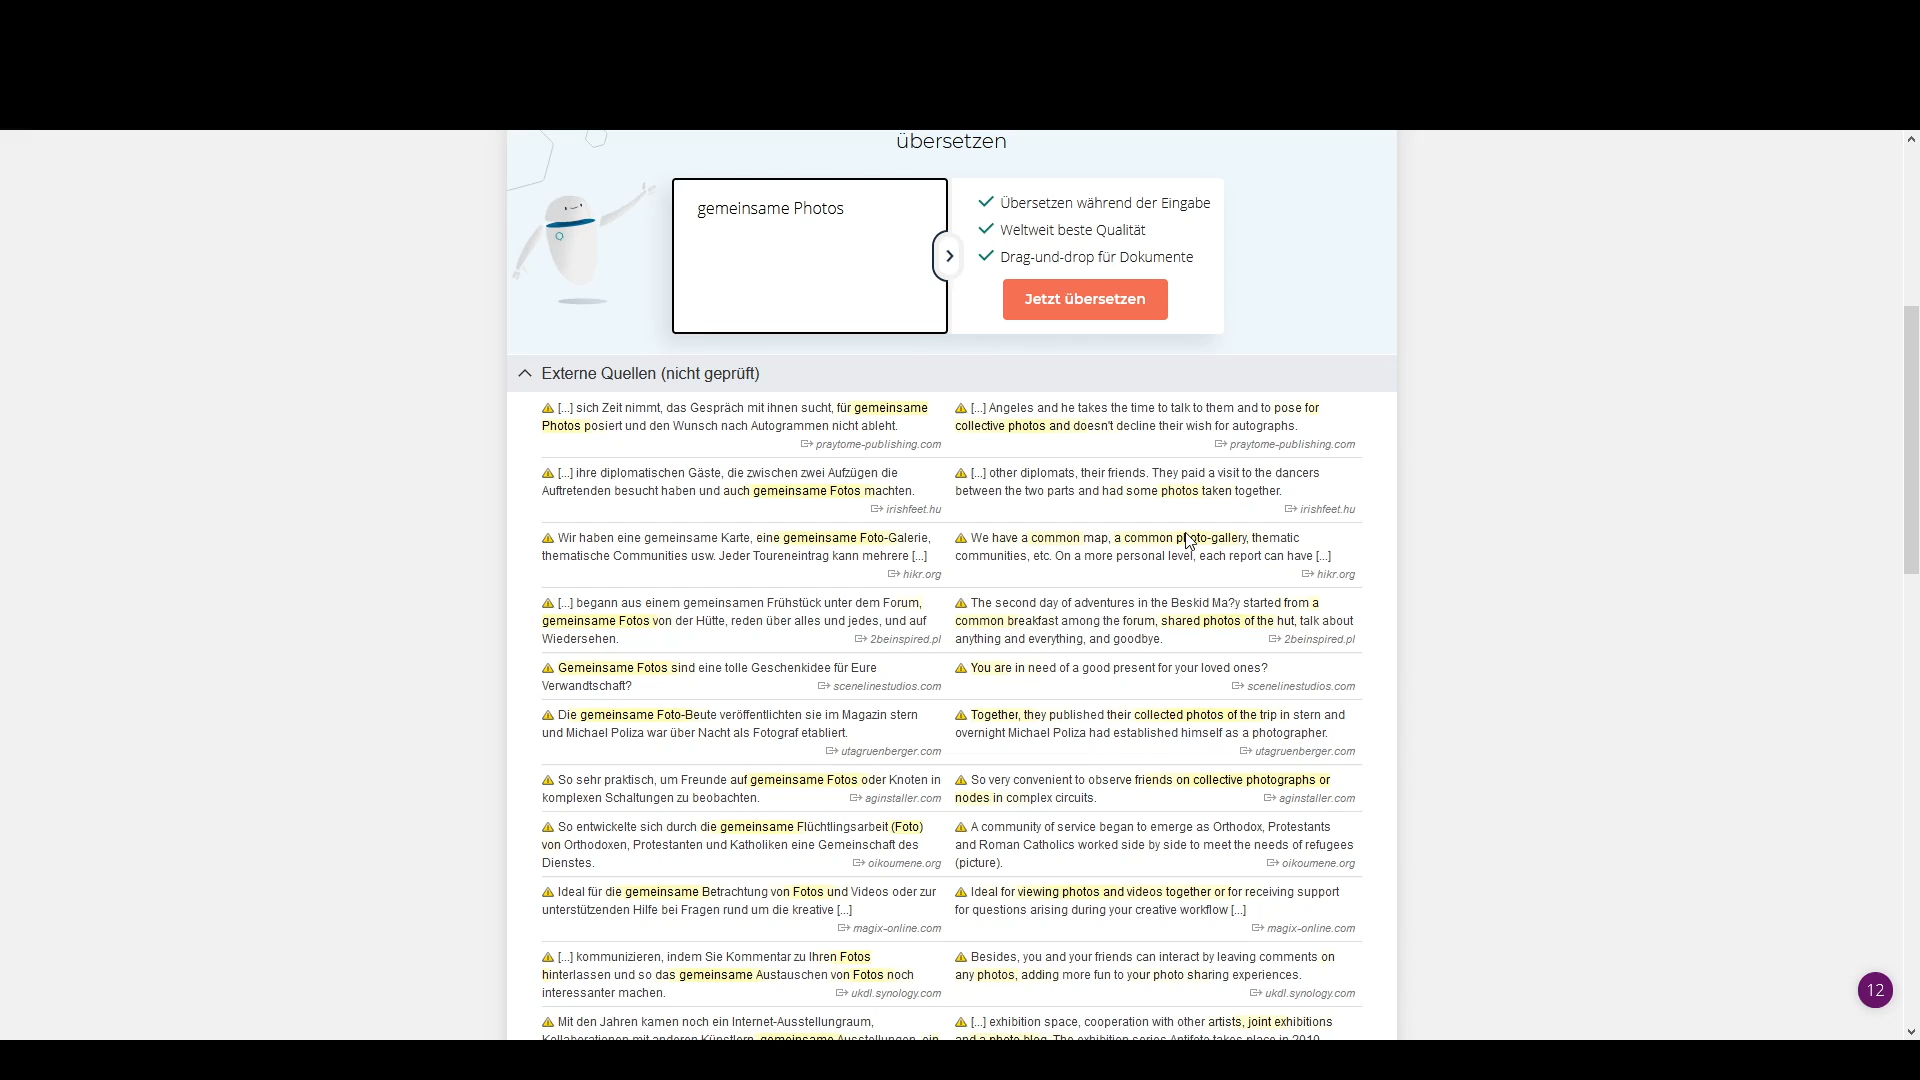 übersetzen
gemeinsame Photos
Übersetzen während der Eingabe
Weltweit beste Qualität
Drag-und-drop für Dokumente
Jetzt übersetzen
Externe Quellen (nicht geprüft)
[...] sich Zeit nimmt, das Gespräch mit ihnen sucht, für gemeinsame
Photos posiert und den Wunsch nach Autogrammen nicht ableht.
praytome-publishing.com
[...] Angeles and he takes the time to talk to them and to pose for
collective photos and doesn't decline their wish for autographs.
praytome-publishing.com
[...] ihre diplomatischen Gäste, die zwischen zwei Aufzügen die
Auftretenden besucht haben und auch gemeinsame Fotos machten.
irishfeet.hu
[...] other diplomats, their friends. They paid a visit to the dancers
between the two parts and had some photos taken together.
irishfeet.hu
Wir haben eine gemeinsame Karte, eine gemeinsame Foto-Galerie,
thematische Communities usw. Jeder Toureneintrag kann mehrere [...]
hikr.org
We have a common map, a common photo-gallery, thematic
communities, etc. On a more personal level, each report can have [...]
hikr.org
[...] begann aus einem gemeinsamen Frühstück unter dem Forum,
gemeinsame Fotos von der Hütte, reden über alles und jedes, und auf
Wiedersehen.
2beinspired.pl
The second day of adventures in the Beskid Ma?y started from a
common breakfast among the forum, shared photos of the hut, talk about
anything and everything, and goodbye.
2beinspired.pl
Gemeinsame Fotos sind eine tolle Geschenkidee für Eure
Verwandtschaft?
scenelinestudios.com
You are in need of a good present for your loved ones?
scenelinestudios.com
Die gemeinsame Foto-Beute veröffentlichten sie im Magazin stern
und Michael Poliza war über Nacht als Fotograf etabliert.
utagruenberger.com
Together, they published their collected photos of the trip in stern and
overnight Michael Poliza had established himself as a photographer.
utagruenberger.com
So sehr praktisch, um Freunde auf gemeinsame Fotos oder Knoten in
komplexen Schaltungen zu beobachten.
aginstaller.com
So very convenient to observe friends on collective photographs or
nodes in complex circuits.
aginstaller.com
So entwickelte sich durch die gemeinsame Flüchtlingsarbeit (Foto)
von Orthodoxen, Protestanten und Katholiken eine Gemeinschaft des
Dienstes.
oikoumene.org
A community of service began to emerge as Orthodox, Protestants
and Roman Catholics worked side by side to meet the needs of refugees
(picture).
oikoumene.org
Ideal für die gemeinsame Betrachtung von Fotos und Videos oder zur
unterstützenden Hilfe bei Fragen rund um die kreative [...]
magix-online.com
Ideal for viewing photos and videos together or for receiving support
for questions arising during your creative workflow [...]
magix-online.com
[...] kommunizieren, indem Sie Kommentar zu Ihren Fotos
hinterlassen und so das gemeinsame Austauschen von Fotos noch
interessanter machen.
ukdl.synology.com
Besides, you and your friends can interact by leaving comments on
any photos, adding more fun to your photo sharing experiences.
ukdl.synology.com
Mit den Jahren kamen noch ein Internet-Ausstellungraum,
Kollaborationen mit anderen Künstlern, gemeinsame Ausstellungen, ein
[...] exhibition space, cooperation with other artists, joint exhibitions
and a photo blog. The exhibition series Antifoto takes place in 2010
12